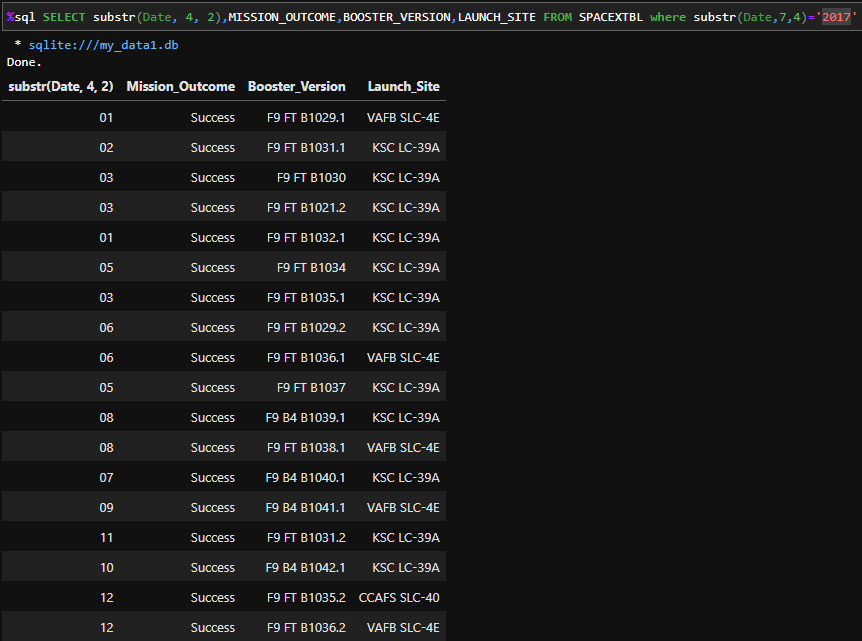 %sql SELECT substr(Date, 4, 2),MISSION_OUTCOME,BOOSTER_VERSION,LAUNCH_SITE FROM SPACEXTBL where substr(Date,7,4)='2017'
* sqlite:///my_data1.db
Done.
substr(Date, 4, 2) Mission_Outcome Booster_Version Launch_Site
01 Success F9 FT B1029.1 VAFB SLC-4E
02 Success F9 FT B1031.1 KSC LC-39A
03 Success F9 FT B1030 KSC LC-39A
03 Success F9 FT B1021.2 KSC LC-39A
01 Success F9 FT B1032.1 KSC LC-39A
05 Success F9 FT B1034 KSC LC-39A
03 Success F9 FT B1035.1 KSC LC-39A
06 Success F9 FT B1029.2 KSC LC-39A
06 Success F9 FT B1036.1 VAFB SLC-4E
05 Success F9 FT B1037 KSC LC-39A
08 Success F9 B4 B1039.1 KSC LC-39A
08 Success F9 FT B1038.1 VAFB SLC-4E
07 Success F9 B4 B1040.1 KSC LC-39A
09 Success F9 B4 B1041.1 VAFB SLC-4E
11 Success F9 FT B1031.2 KSC LC-39A
10 Success F9 B4 B1042.1 KSC LC-39A
12 Success F9 FT B1035.2 CCAFS SLC-40
12 Success F9 FT B1036.2 VAFB SLC-4E